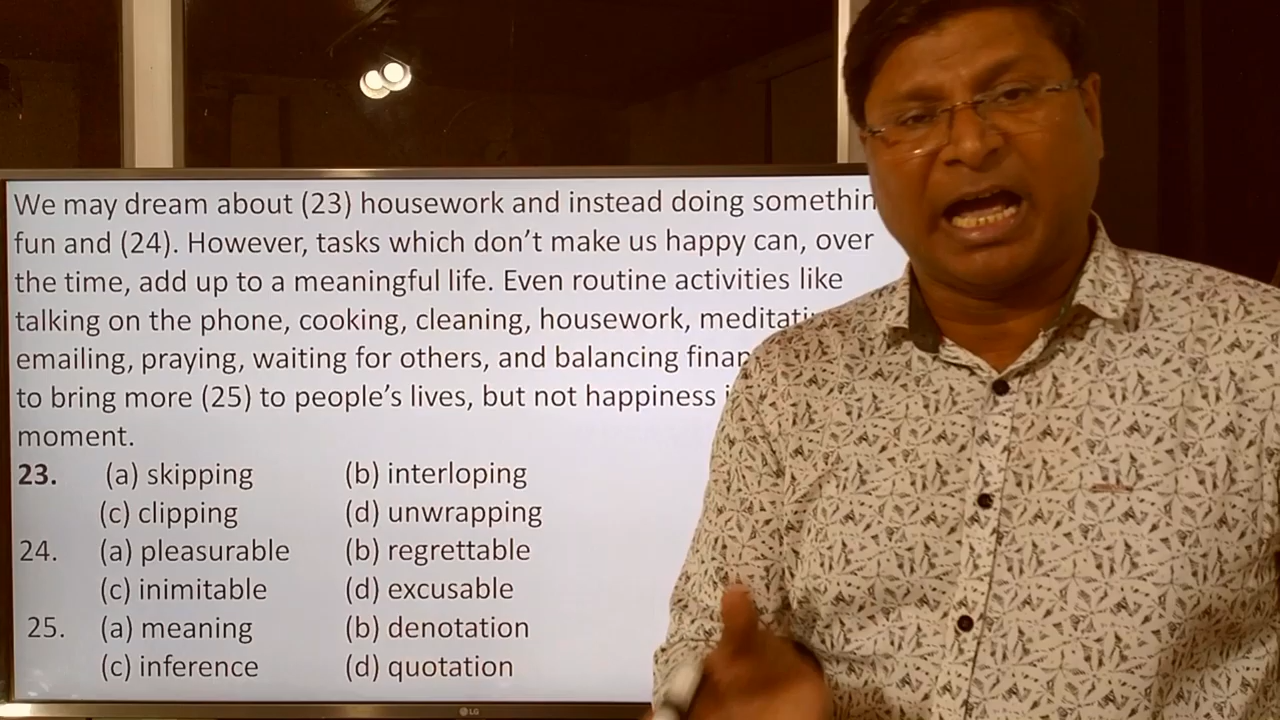 We may dream about (23) housework and instead doing somethin
fun and (24). However, tasks which don't make us happy can, over
the time, add up to a meaningful life. Even routine activities like
talking on the phone, cooking, cleaning, housework,
emailing, praying, waiting for others, and balancing
to bring more (25) to people's lives, but not happiness
moment.
23. (a) skipping (b) interloping
(c) clipping (d) unwrapping
24. (a) pleasurable (b) regrettable
(c) inimitable (d) excusable
25. (a) meaning (b) denotation
(c) inference (d) quotation
LG